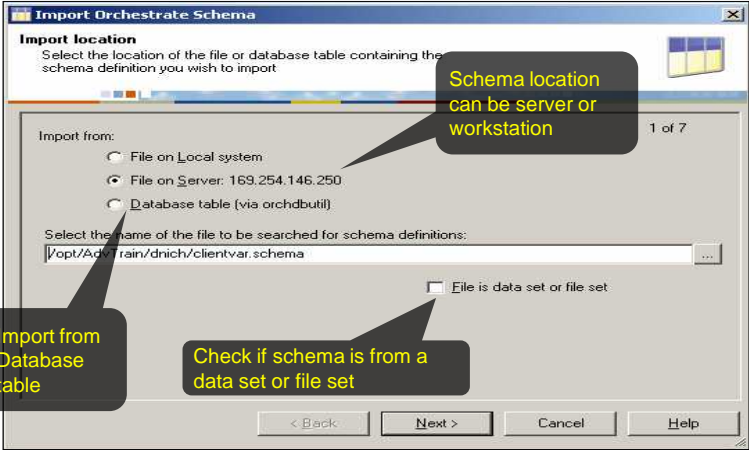 Import Orchestrate Schema
Import location
Select the location of the file or database table containing the
schema definition you wish to import
Schema location
can be server or
workstation
1 of 7
Import from:
File on Local system
File on Server: 169.254.146.250
Database table (via orchdbutil)
Select the name of the file to be searched for schema definitions:
/opt/AdvTrain/dnich/clientvar.schema
...
File is data set or file set
Import from
Database
table
Check if schema is from a
data set or file set
< Back
Next >
Cancel
Help